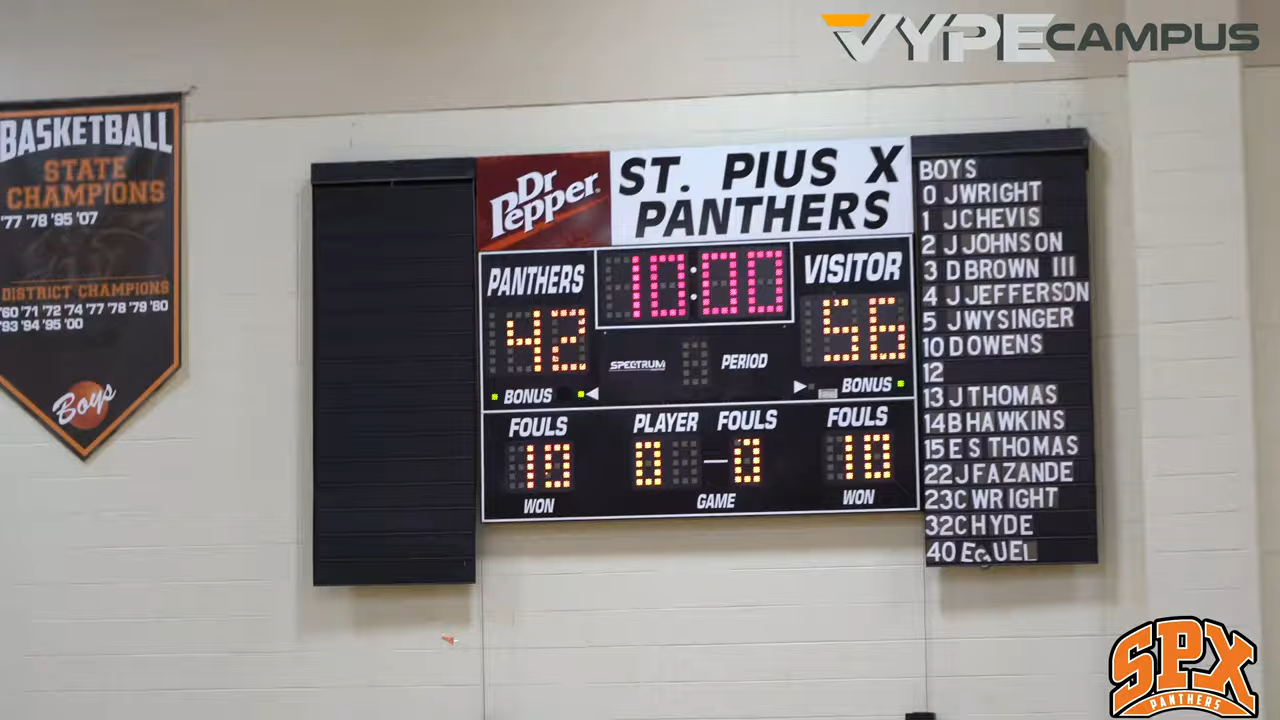 VYPECAMPUS
BASKETBALL
STATE
CHAMPIONS
'77 '78 '95 '07
DISTRICT CHAMPIONS
'60 '71 '72 '74 '77 '78 '79 '80
'93 '94 '95 '00
Boys
Dr
Pepper
ST. PIUS X
PANTHERS
PANTHERS
10:00
VISITOR
42
56
SPECTRUM
PERIOD
BONUS
BONUS
FOULS
PLAYER FOULS
FOULS
10
0 — 0
10
WON
GAME
WON
BOYS
0 J WRIGHT
1 J CHEVIS
2 J JOHNSON
3 D BROWN III
4 J JEFFERSON
5 J WYSINGER
10 D OWENS
12
13 J THOMAS
14 B HAWKINS
15 E S THOMAS
22 J FAZANDE
23 C WRIGHT
32 C HYDE
40 E QUEL
SPX
PANTHERS